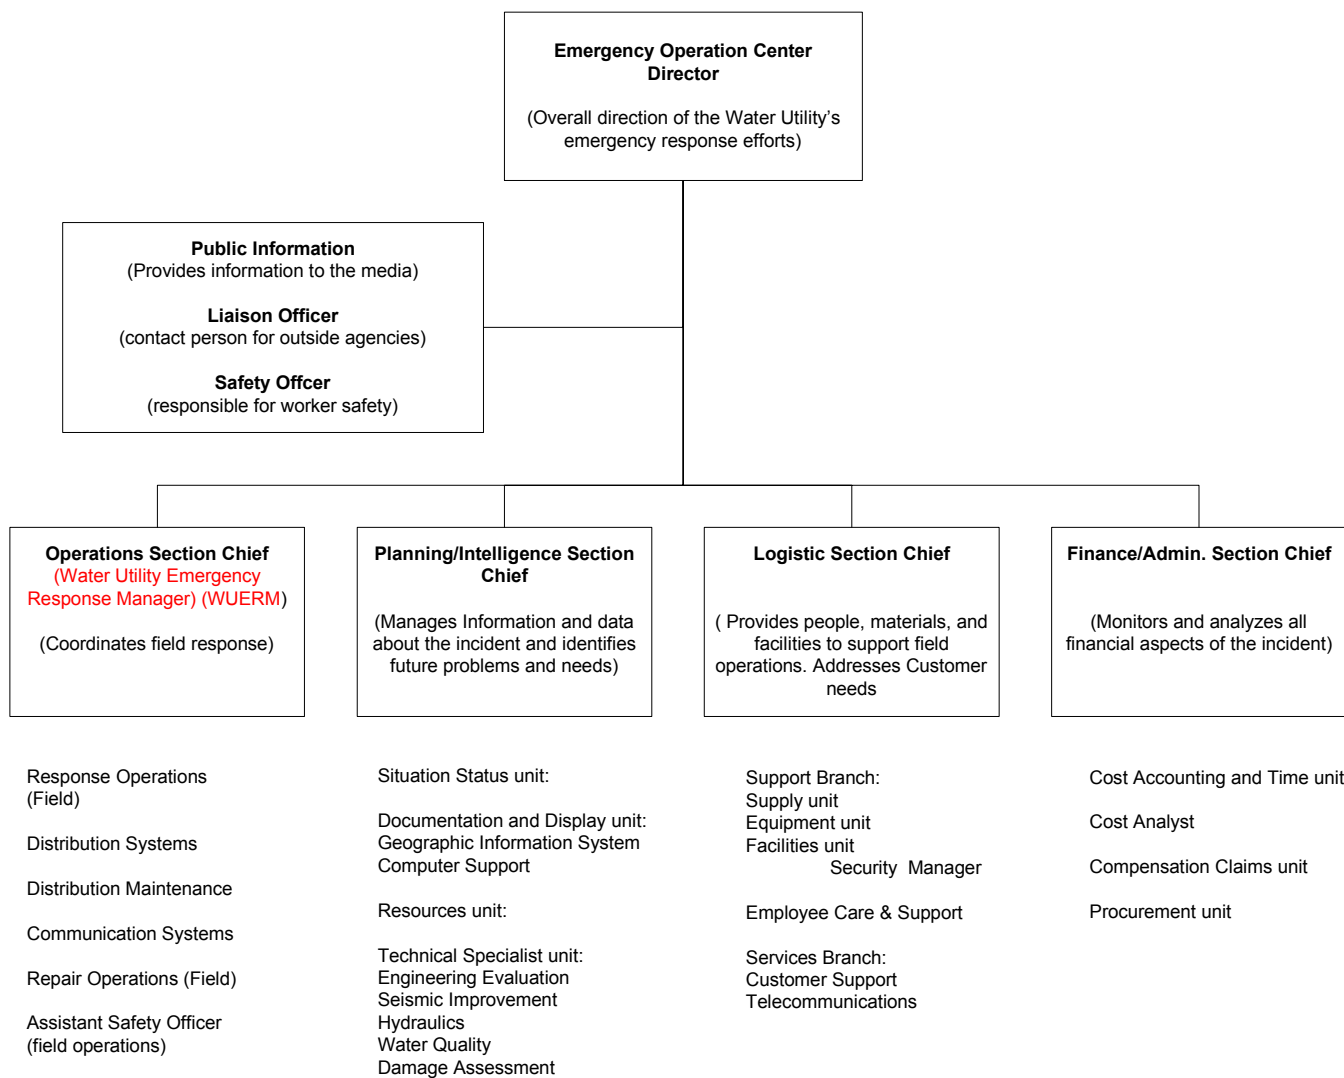 Emergency Operation Center
Director
(Overall direction of the Water Utility’s
emergency response efforts)
Public Information
(Provides information to the media)
Liaison Officer
(contact person for outside agencies)
Safety Offcer
(responsible for worker safety)
Operations Section Chief
(Water Utility Emergency
Response Manager) (WUERM)
(Coordinates field response)
Planning/Intelligence Section
Chief
(Manages Information and data
about the incident and identifies
future problems and needs)
Logistic Section Chief
( Provides people, materials, and
facilities to support field
operations. Addresses Customer
needs
Finance/Admin. Section Chief
(Monitors and analyzes all
financial aspects of the incident)
Response Operations
(Field)
Distribution Systems
Distribution Maintenance
Communication Systems
Repair Operations (Field)
Assistant Safety Officer
(field operations)
Situation Status unit:
Documentation and Display unit:
Geographic Information System
Computer Support
Resources unit:
Technical Specialist unit:
Engineering Evaluation
Seismic Improvement
Hydraulics
Water Quality
Damage Assessment
Support Branch:
Supply unit
Equipment unit
Facilities unit
Security  Manager
Employee Care & Support
Services Branch:
Customer Support
Telecommunications
Cost Accounting and Time unit
Cost Analyst
Compensation Claims unit
Procurement unit